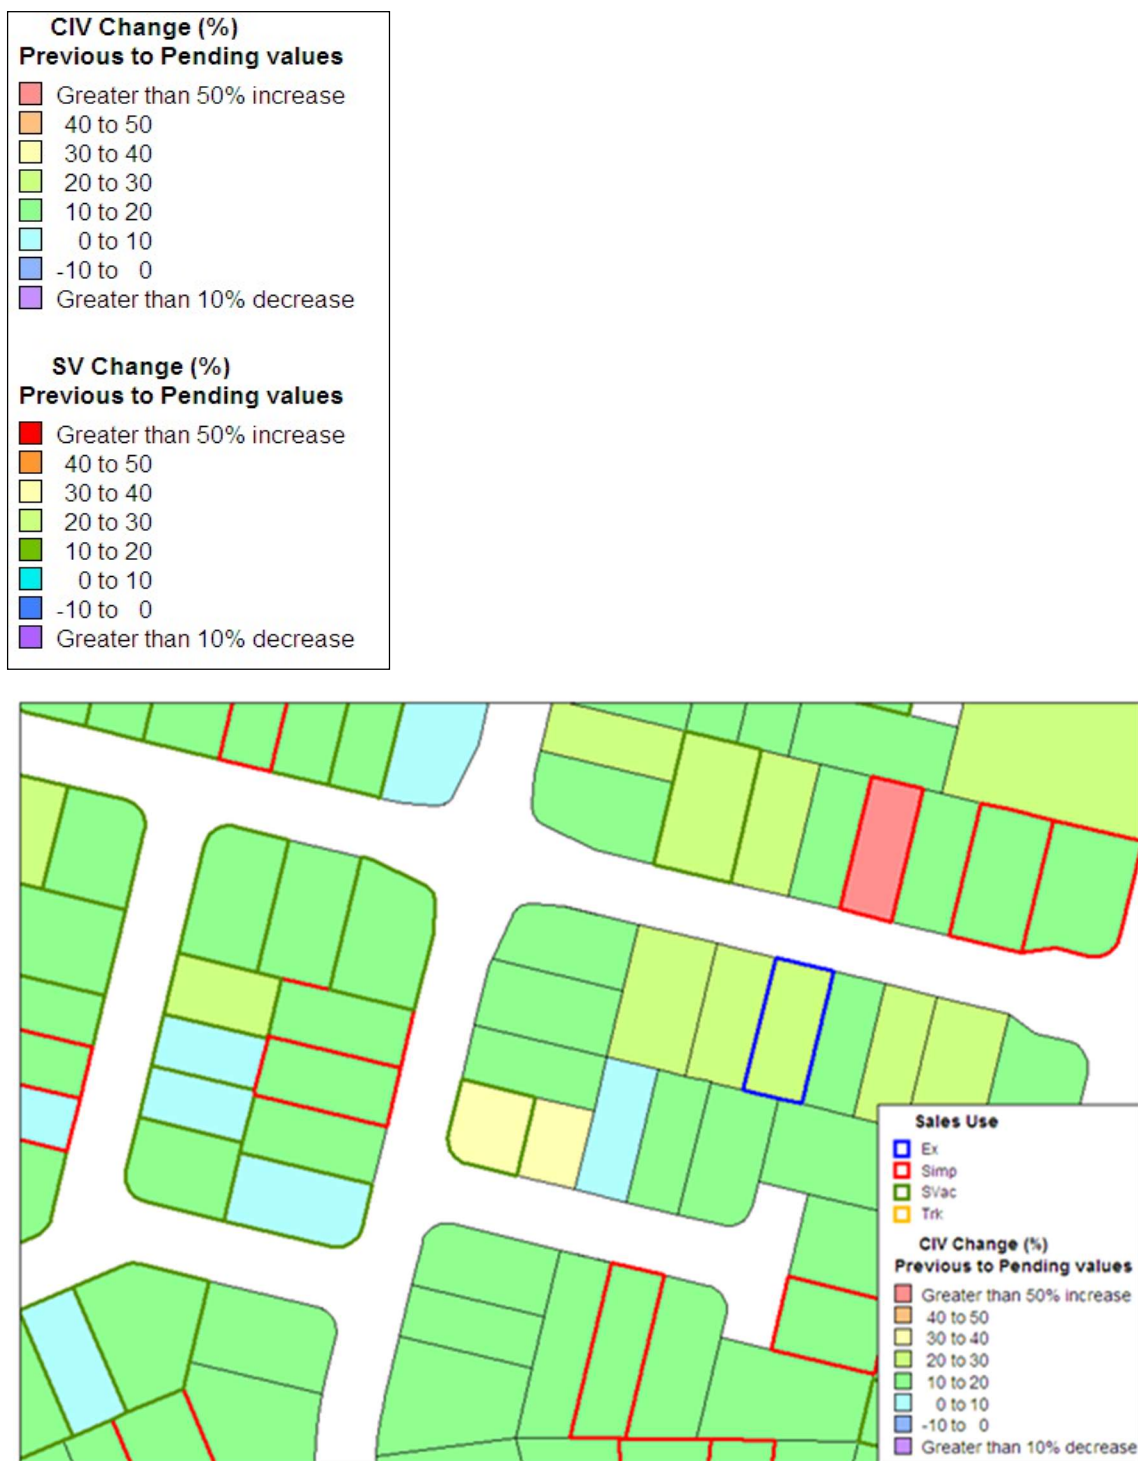 CIV Change (%)
Previous to Pending values
Greater than 50% increase
40 to 50
30 to 40
20 to 30
10 to 20
0 to 10
-10 to 0
Greater than 10% decrease
SV Change (%)
Previous to Pending values
Greater than 50% increase
40 to 50
30 to 40
20 to 30
10 to 20
0 to 10
-10 to 0
Greater than 10% decrease
Sales Use
Ex
Simp
SVac
Trk
CIV Change (%)
Previous to Pending values
Greater than 50% increase
40 to 50
30 to 40
20 to 30
10 to 20
0 to 10
-10 to 0
Greater than 10% decrease